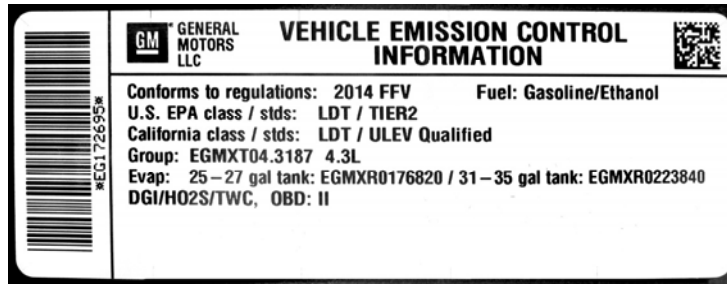 *EG172695*
GM
GENERAL
MOTORS
LLC
VEHICLE EMISSION CONTROL
INFORMATION
Conforms to regulations: 2014 FFV Fuel: Gasoline/Ethanol
U.S. EPA class / stds: LDT / TIER2
California class / stds: LDT / ULEV Qualified
Group: EGMXT04.3187 4.3L
Evap: 25–27 gal tank: EGMXR0176820 / 31–35 gal tank: EGMXR0223840
DGI/HO2S/TWC, OBD: II